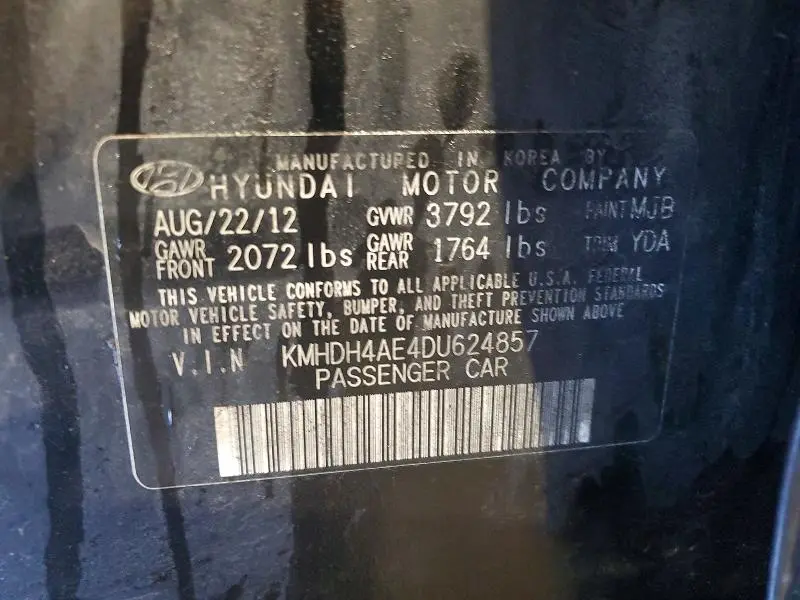 MANUFACTURED IN KOREA BY
HYUNDAI MOTOR COMPANY
AUG/22/12 GVWR 3792 lbs PAINT MJB
GAWR FRONT 2072 lbs GAWR REAR 1764 lbs TRIM YDA
THIS VEHICLE CONFORMS TO ALL APPLICABLE U.S.A. FEDERAL
MOTOR VEHICLE SAFETY, BUMPER, AND THEFT PREVENTION STANDARDS
IN EFFECT ON THE DATE OF MANUFACTURE SHOWN ABOVE
V.I.N KMHDH4AE4DU624857
PASSENGER CAR